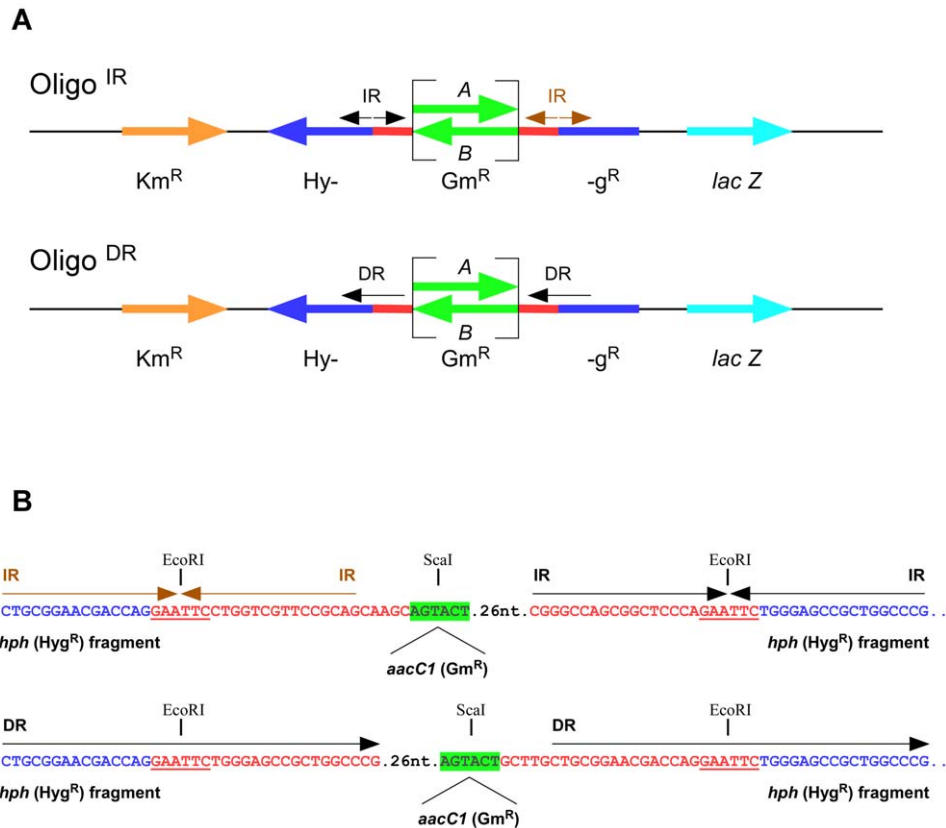 A
Oligo IR
IR A IR
B
KmR Hy- GmR -gR lac Z
Oligo DR
DR A DR
B
KmR Hy- GmR -gR lac Z
B
EcoRI ScaI EcoRI
IR IR IR IR
CTGCGGAACGACCAGGAATTCCTGGTCGTTCCGCAGCAAGCAGTACT.26nt.CGGGCCAGCGGCTCCCAGAATTCTGGGAGCCGCTGGCCCG..
hph (HygR) fragment hph (HygR) fragment
aacC1 (GmR)
EcoRI ScaI EcoRI
DR DR
CTGCGGAACGACCAGGAATTCTGGGAGCCGCTGGCCCG.26nt.AGTACTGCTTGCTGCGGAACGACCAGGAATTCTGGGAGCCGCTGGCCCG..
hph (HygR) fragment hph (HygR) fragment
aacC1 (GmR)